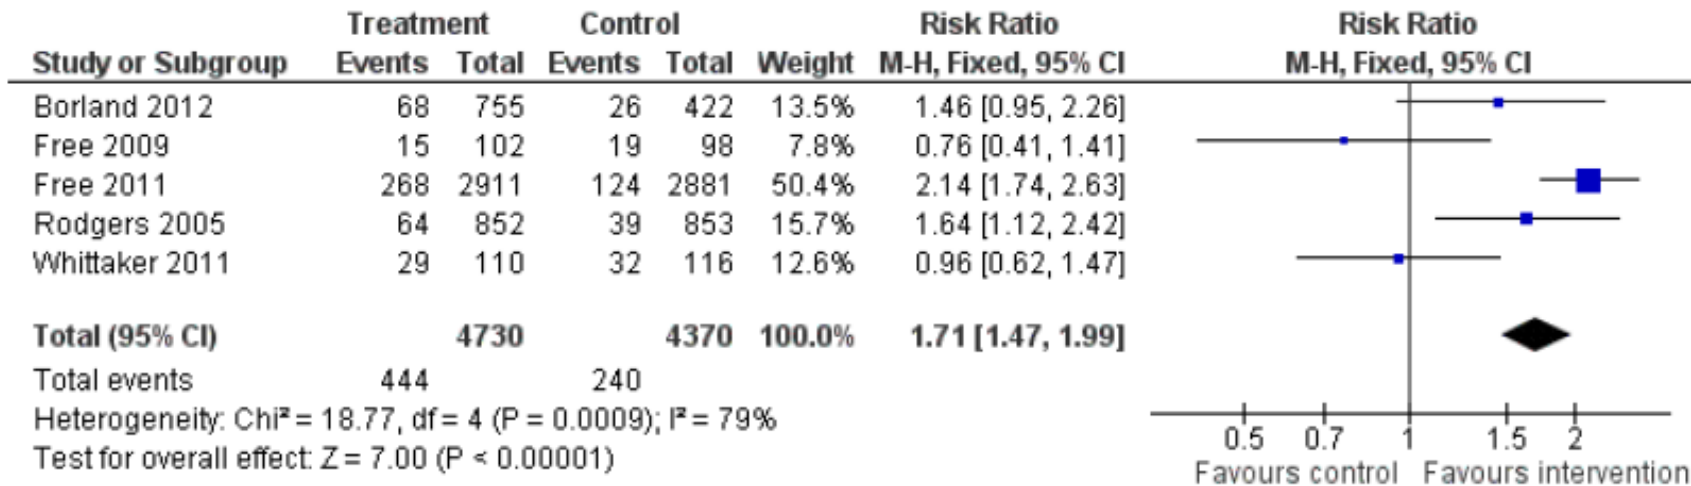 Treatment Control Risk Ratio Risk Ratio
Study or Subgroup Events Total Events Total Weight M-H, Fixed, 95% CI M-H, Fixed, 95% CI
Borland 2012 68 755 26 422 13.5% 1.46 [0.95, 2.26]
Free 2009 15 102 19 98 7.8% 0.76 [0.41, 1.41]
Free 2011 268 2911 124 2881 50.4% 2.14 [1.74, 2.63]
Rodgers 2005 64 852 39 853 15.7% 1.64 [1.12, 2.42]
Whittaker 2011 29 110 32 116 12.6% 0.96 [0.62, 1.47]
Total (95% CI) 4730 4370 100.0% 1.71 [1.47, 1.99]
Total events 444 240
Heterogeneity: Chi² = 18.77, df = 4 (P = 0.0009); I² = 79%
Test for overall effect: Z = 7.00 (P < 0.00001)
0.5 0.7 1 1.5 2
Favours control Favours intervention